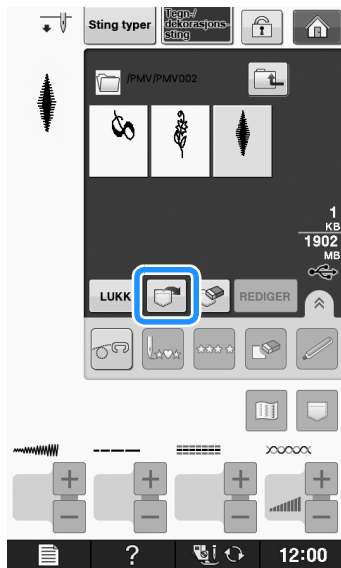 Sting typer
Tegn/
dekorasjons-
sting
/PMV/PMV002
1
KB
1902
MB
LUKK
REDIGER
?
i
12:00